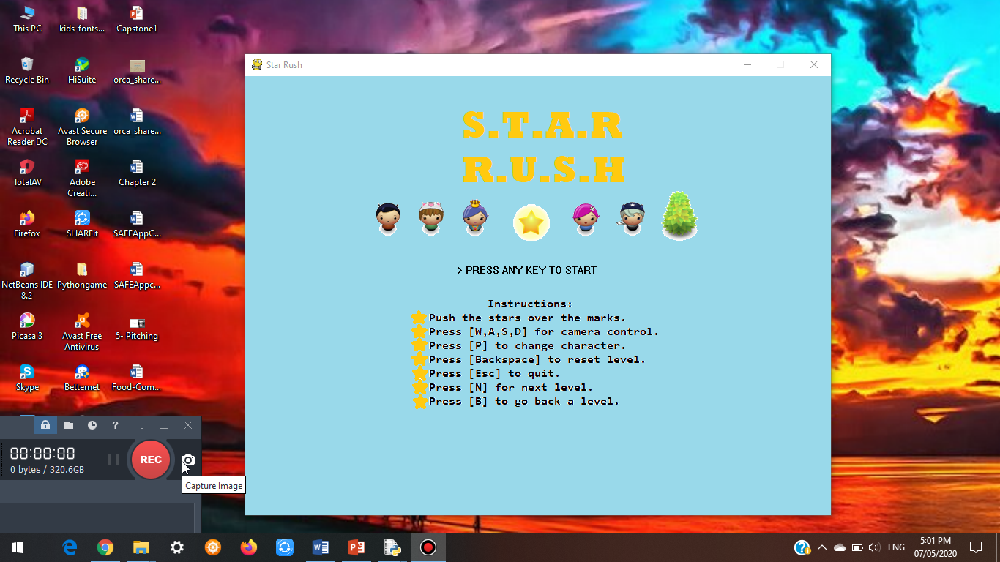 This PC
kids-fonts...
Capstone1
Recycle Bin
HiSuite
orca_share...
Acrobat
Reader DC
Avast Secure
Browser
orca_share...
TotalAV
Adobe
Creati...
Chapter 2
Firefox
SHAREit
SAFEAppC...
NetBeans IDE
8.2
Pythongame
SAFEAppc...
Picasa 3
Avast Free
Antivirus
5- Pitching
Skype
Betternet
Food-Com...
Star Rush
S.T.A.R
R.U.S.H
> PRESS ANY KEY TO START
Instructions:
Push the stars over the marks.
Press [W,A,S,D] for camera control.
Press [P] to change character.
Press [Backspace] to reset level.
Press [Esc] to quit.
Press [N] for next level.
Press [B] to go back a level.
00:00:00
0 bytes / 320.6GB
REC
Capture Image
ENG
5:01 PM
07/05/2020